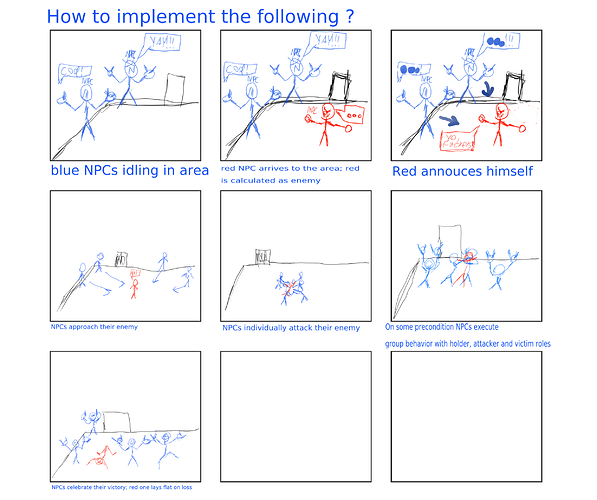 How to implement the following ?
YAY!!
COOL!
NPC
NPC
N
YAY!!
COOL!
NPC
NPC
N
NPC
...
...!!
NPC
NPC
N
Yo,
blue NPCs idling in area
red NPC arrives to the area; red
is calculated as enemy
Red annouces himself
NPCs approach their enemy
NPCs individually attack their enemy
On some precondition NPCs execute
group behavior with holder, attacker and victim roles
NPCs celebrate their victory; red one lays flat on loss